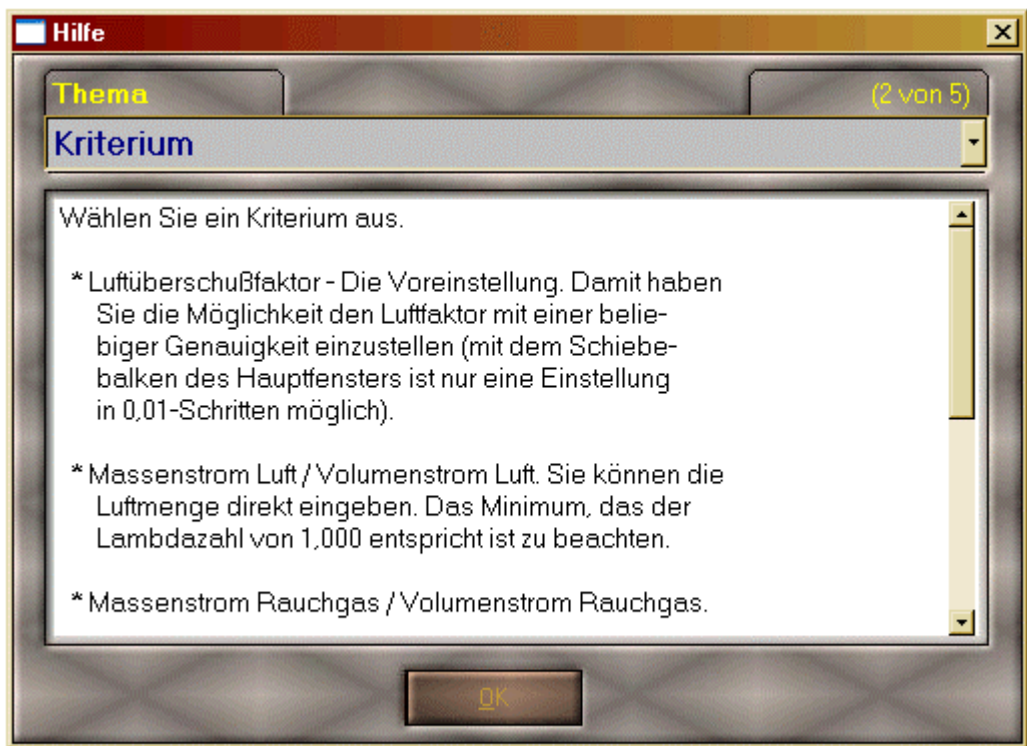 Hilfe
Thema
(2 von 5)
Kriterium
Wählen Sie ein Kriterium aus.
* Luftüberschußfaktor - Die Voreinstellung. Damit haben
Sie die Möglichkeit den Luftfaktor mit einer belie-
biger Genauigkeit einzustellen (mit dem Schiebe-
balken des Hauptfensters ist nur eine Einstellung
in 0,01-Schritten möglich).
* Massenstrom Luft / Volumenstrom Luft. Sie können die
Luftmenge direkt eingeben. Das Minimum, das der
Lambdazahl von 1,000 entspricht ist zu beachten.
* Massenstrom Rauchgas / Volumenstrom Rauchgas.
OK